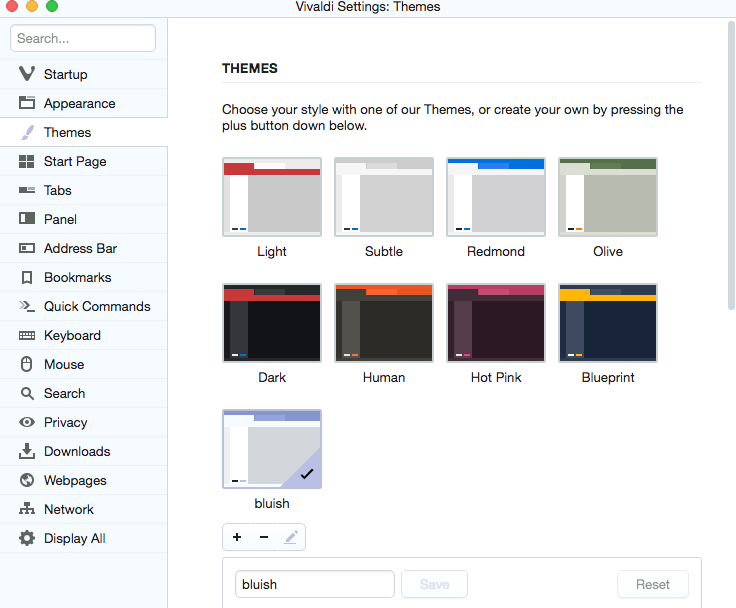 Vivaldi Settings: Themes
Search...
Startup
Appearance
Themes
Start Page
Tabs
Panel
Address Bar
Bookmarks
Quick Commands
Keyboard
Mouse
Search
Privacy
Downloads
Webpages
Network
Display All
THEMES
Choose your style with one of our Themes, or create your own by pressing the
plus button down below.
Light
Subtle
Redmond
Olive
Dark
Human
Hot Pink
Blueprint
bluish
bluish
Save
Reset